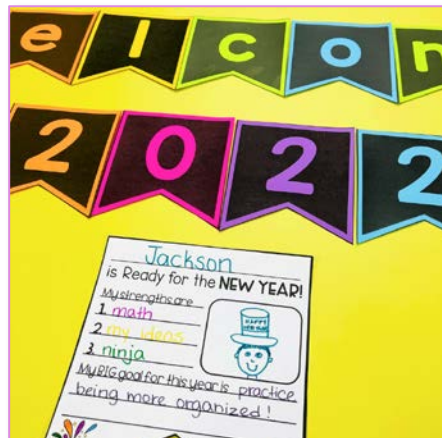 elcom
2022
Jackson
is Ready for the NEW YEAR!
My strengths are
1. math
2. my ideas
3. ninja
HAPPY
NEW YEAR
My BIG goal for this year is practice
being more organized!